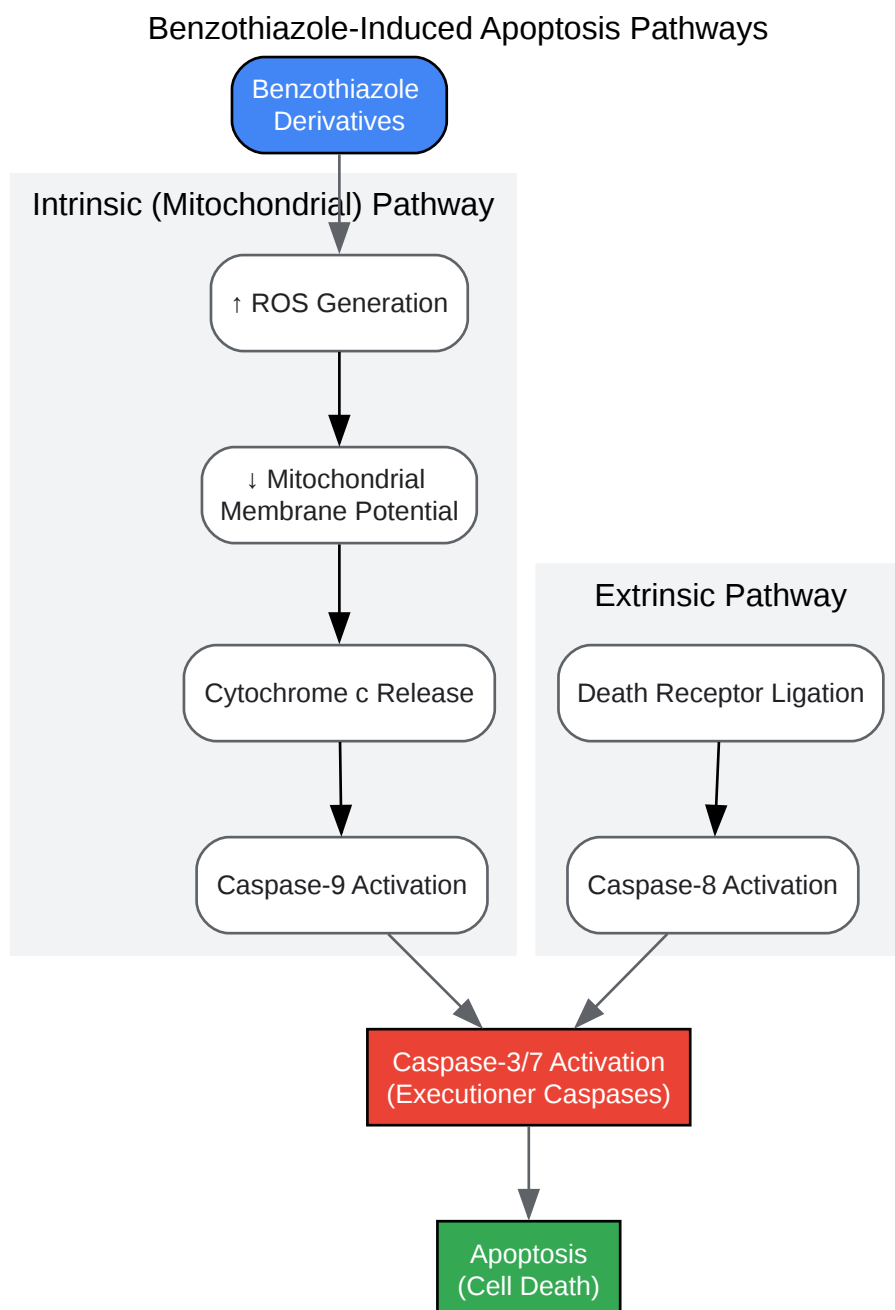 Benzothiazole-Induced Apoptosis Pathways
Benzothiazole
Derivatives
Intrinsic (Mitochondrial) Pathway
↑ ROS Generation
↓ Mitochondrial
Membrane Potential
Cytochrome c Release
Caspase-9 Activation
Extrinsic Pathway
Death Receptor Ligation
Caspase-8 Activation
Caspase-3/7 Activation
(Executioner Caspases)
Apoptosis
(Cell Death)